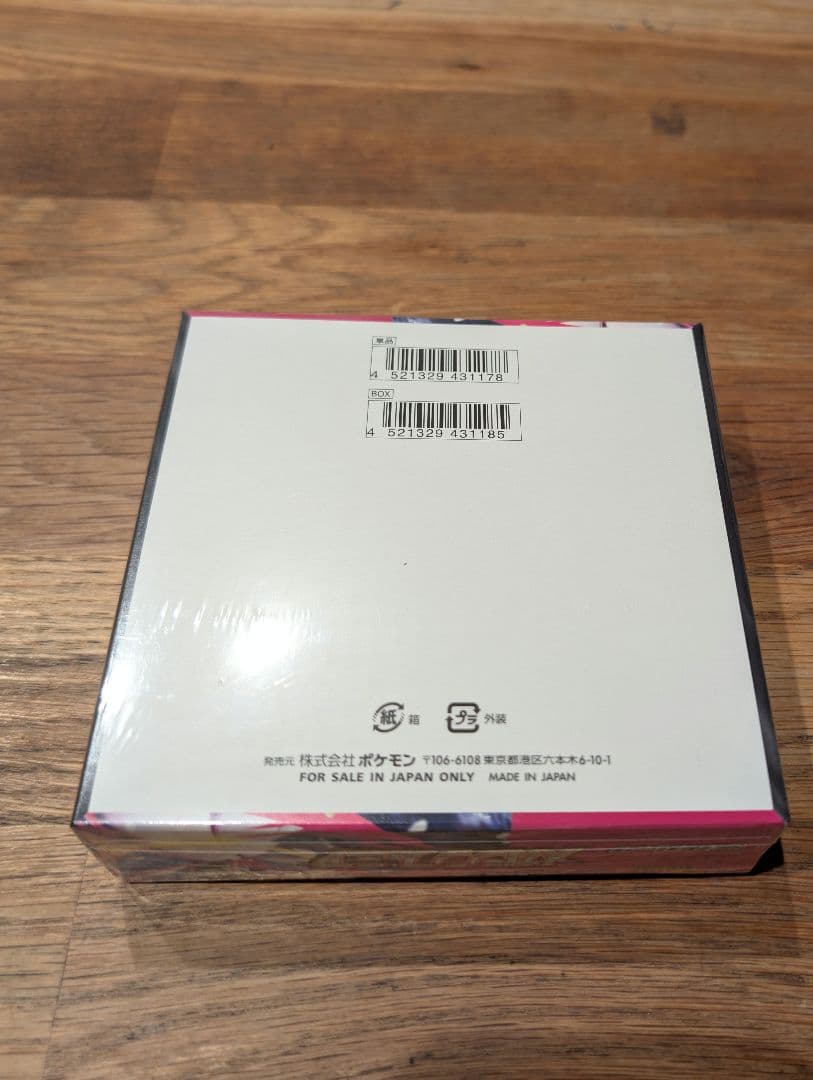 単品
4 521329 431178
BOX
4 521329 431185
紙 箱 プラ 外装
発売元 株式会社 ポケモン 〒106-6108 東京都港区六本木6-10-1
FOR SALE IN JAPAN ONLY MADE IN JAPAN